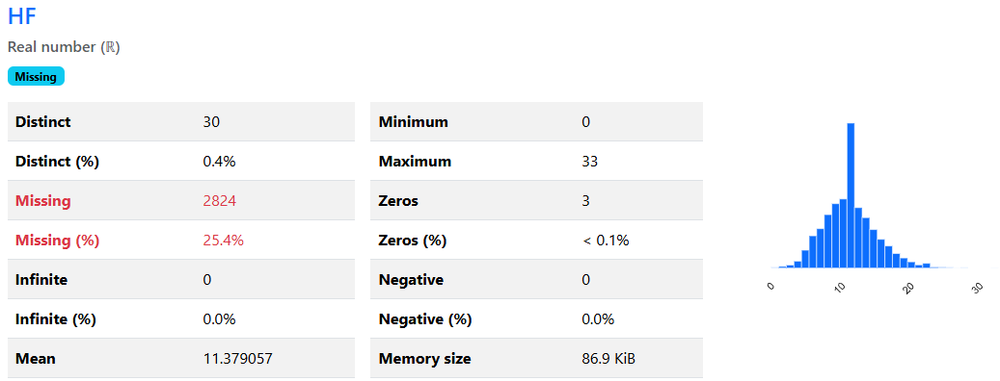 HF
Real number (ℝ)
Missing
Distinct 30
Distinct (%) 0.4%
Missing 2824
Missing (%) 25.4%
Infinite 0
Infinite (%) 0.0%
Mean 11.379057
Minimum 0
Maximum 33
Zeros 3
Zeros (%) < 0.1%
Negative 0
Negative (%) 0.0%
Memory size 86.9 KiB
0 10 20 30